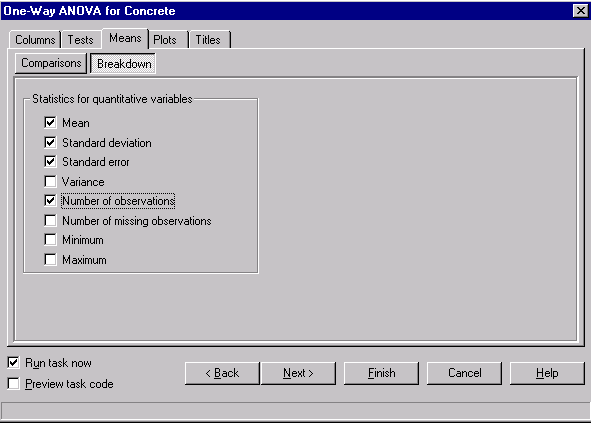 One-Way ANOVA for Concrete
Columns Tests Means Plots Titles
Comparisons Breakdown
Statistics for quantitative variables
Mean
Standard deviation
Standard error
Variance
Number of observations
Number of missing observations
Minimum
Maximum
Run task now
Preview task code
< Back Next > Finish Cancel Help